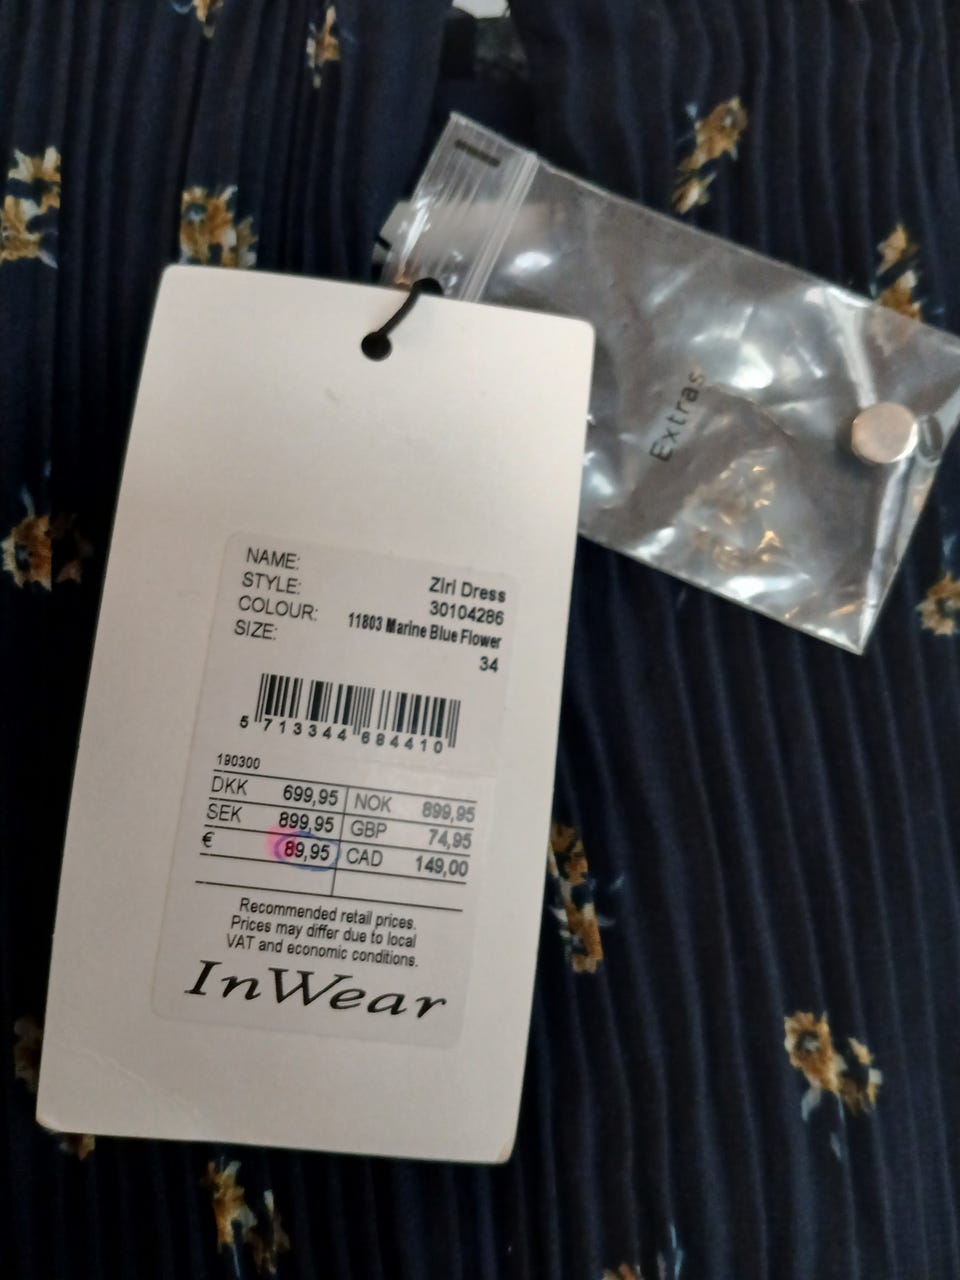 Extras
NAME: Ziri Dress
STYLE: 30104286
COLOUR: 11803 Marine Blue Flower
SIZE: 34
5 713344 684410
190300
DKK 699,95 NOK 899,95
SEK 899,95 GBP 74,95
€ 89,95 CAD 149,00
Recommended retail prices.
Prices may differ due to local
VAT and economic conditions.
InWear